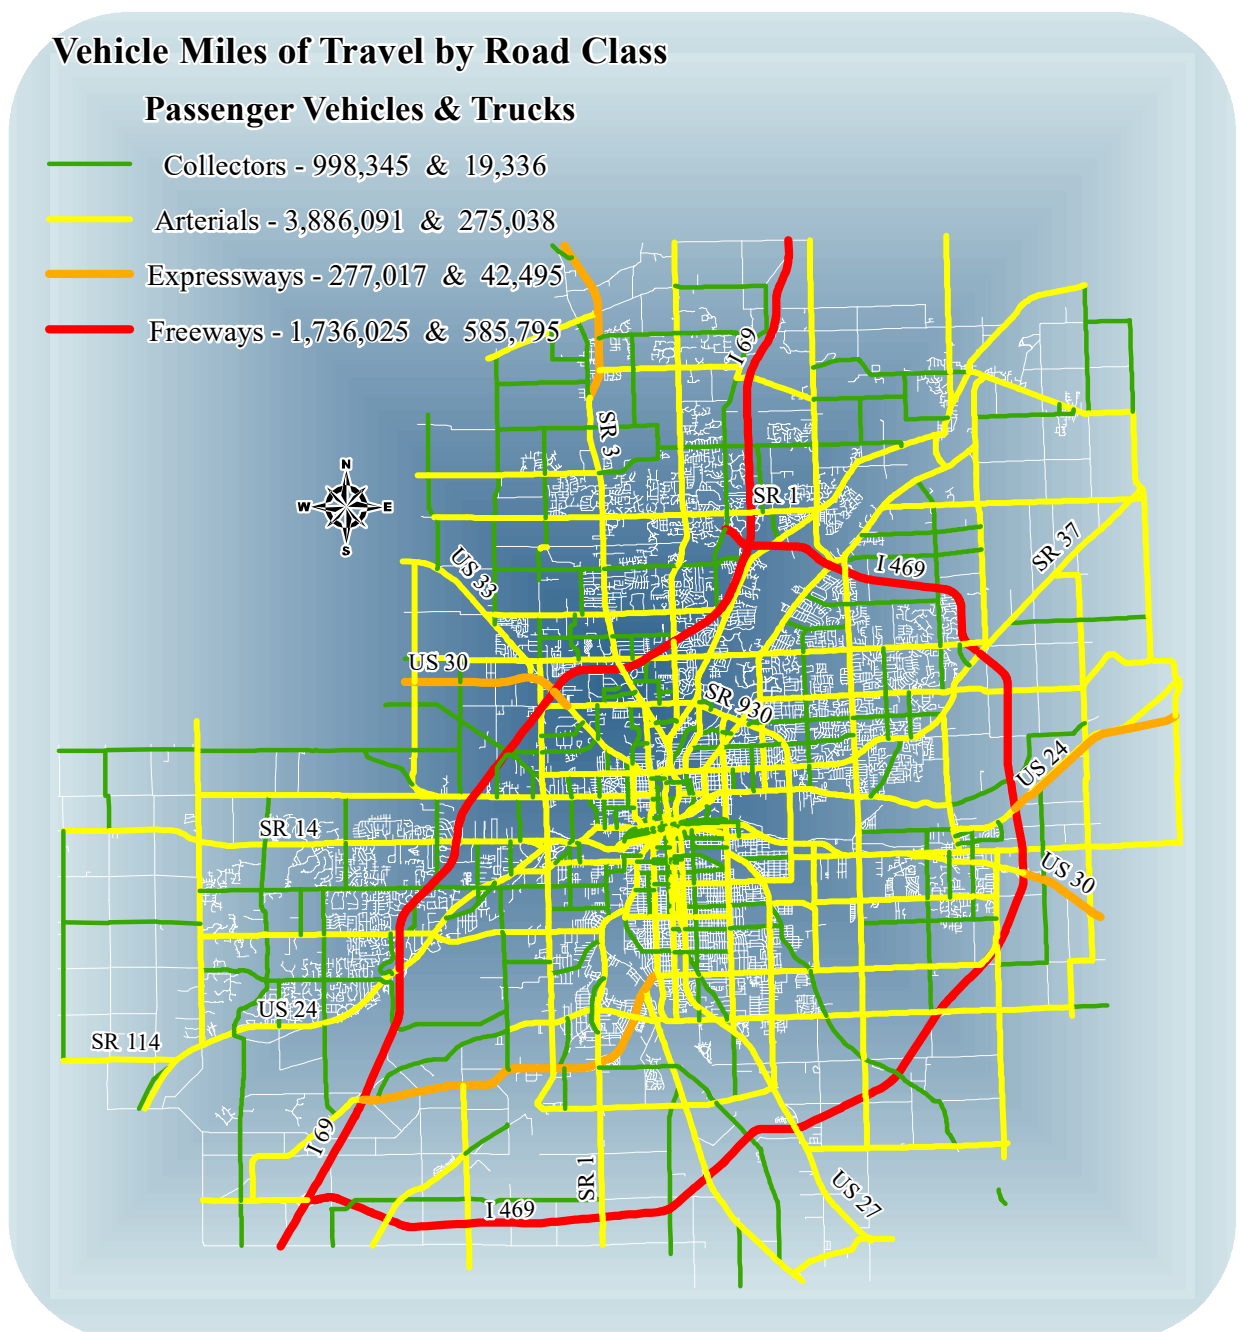 Vehicle Miles of Travel by Road Class
Passenger Vehicles & Trucks
Collectors - 998,345 & 19,336
Arterials - 3,886,091 & 275,038
Expressways - 277,017 & 42,495
Freeways - 1,736,025 & 585,795
I 69
SR 3
N
W E
S
SR 1
SR 37
US 33
I 469
US 30
SR 930
US 24
SR 14
US 30
US 24
SR 114
I 69
SR 1
US 27
I 469